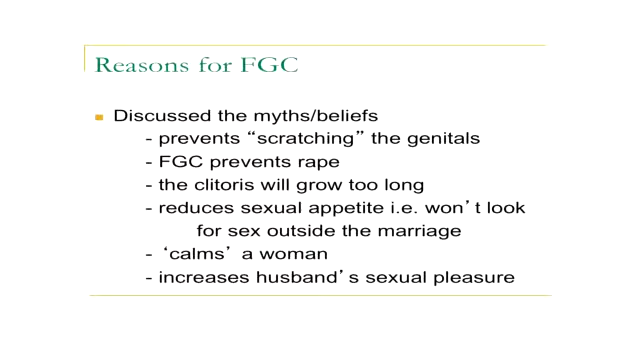 Reasons for FGC
Discussed the myths/beliefs
- prevents “scratching” the genitals
- FGC prevents rape
- the clitoris will grow too long
- reduces sexual appetite i.e. won’t look
for sex outside the marriage
- ‘calms’ a woman
- increases husband’s sexual pleasure